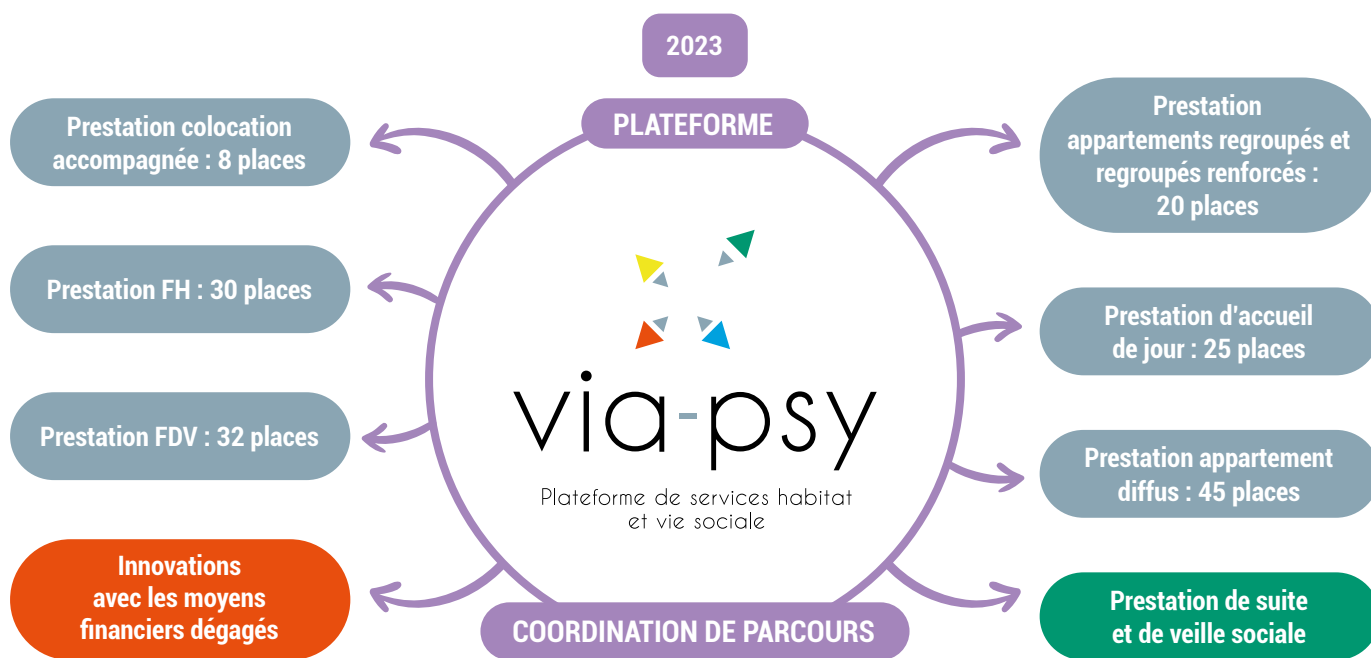 2023
PLATEFORME
Prestation colocation
accompagnée : 8 places
Prestation FH : 30 places
Prestation FDV : 32 places
Innovations
avec les moyens
financiers dégagés
via-psy
Plateforme de services habitat
et vie sociale
COORDINATION DE PARCOURS
Prestation
appartements regroupés et
regroupés renforcés :
20 places
Prestation d'accueil
de jour : 25 places
Prestation appartement
diffus : 45 places
Prestation de suite
et de veille sociale